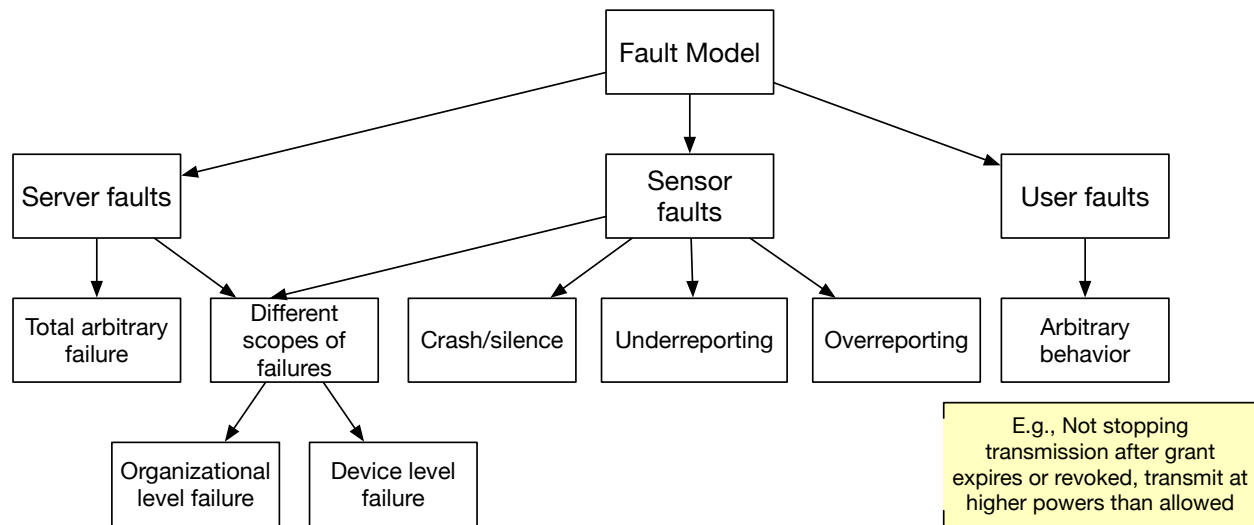 Fault Model
Server faults
Sensor
faults
User faults
Total arbitrary
failure
Different
scopes of
failures
Crash/silence
Underreporting
Overreporting
Arbitrary
behavior
Organizational
level failure
Device level
failure
E.g., Not stopping
transmission after grant
expires or revoked, transmit at
higher powers than allowed